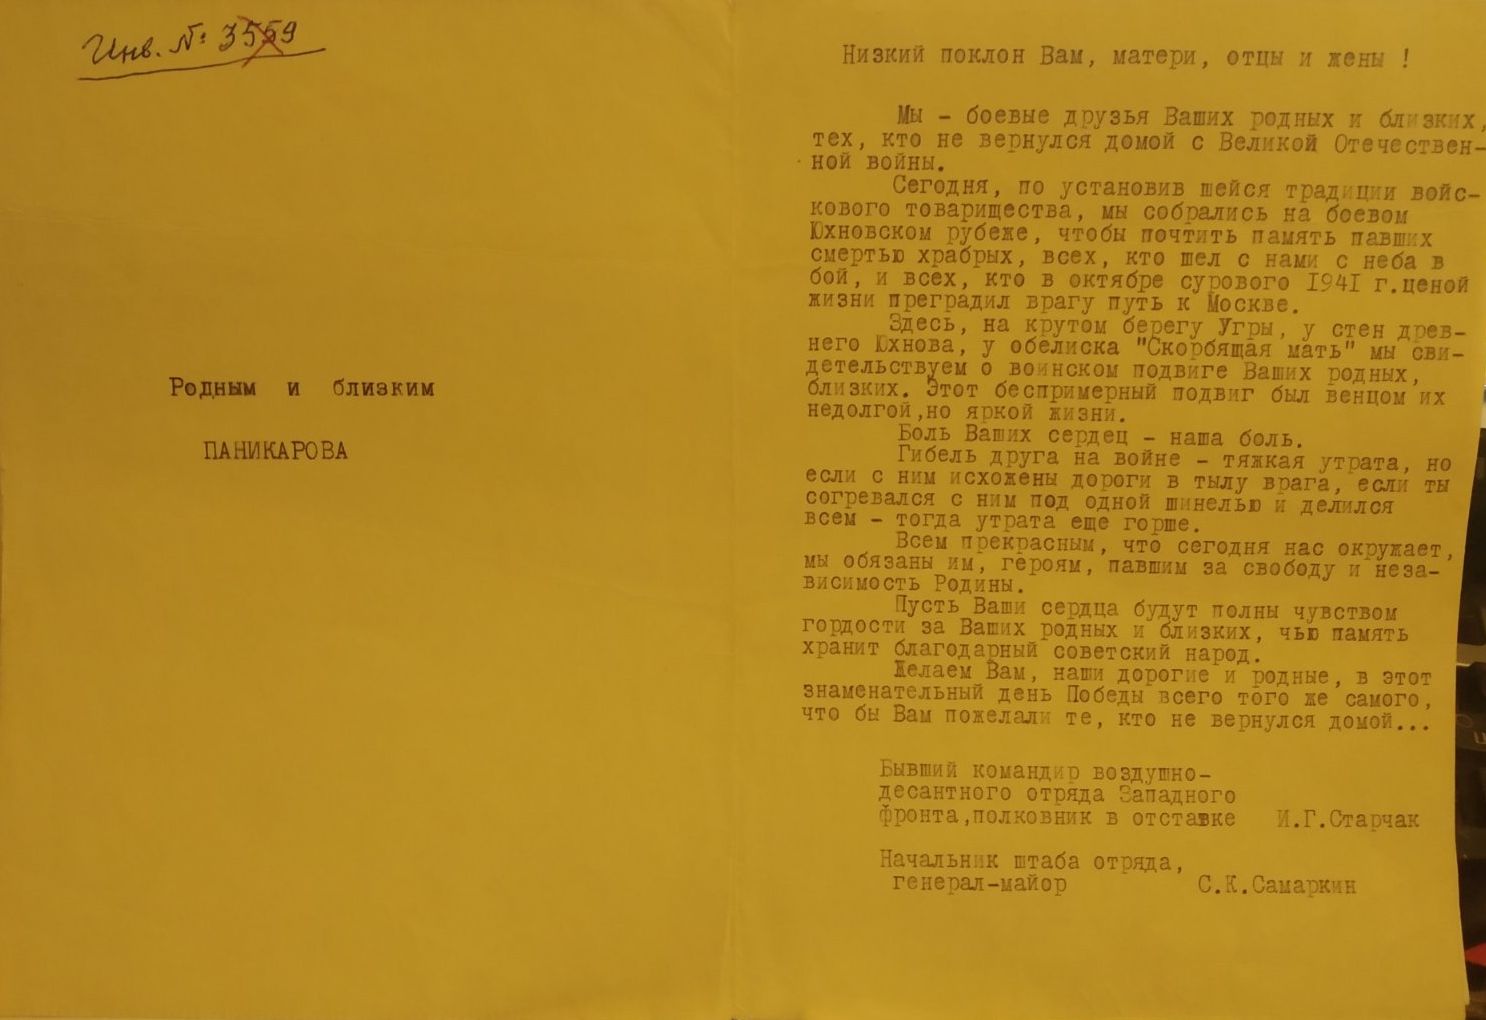 Инв. № 3559
Родным и близким
ПАНИКАРОВА
Низкий поклон Вам, матери, отцы и жены !
Мы - боевые друзья Ваших родных и близких,
тех, кто не вернулся домой с Великой Отечествен-
ной войны.
Сегодня, по установив шейся традиции войс-
кового товарищества, мы собрались на боевом
Юхновском рубеже, чтобы почтить память павших
смертью храбрых, всех, кто шел с нами с неба в
бой, и всех, кто в октябре сурового 1941 г.ценой
жизни преградил врагу путь к Москве.
Здесь, на крутом берегу Угры, у стен древ-
него Юхнова, у обелиска "Скорбящая мать" мы сви-
детельствуем о воинском подвиге Ваших родных,
близких. Этот беспримерный подвиг был венцом их
недолгой,но яркой жизни.
Боль Ваших сердец - наша боль.
Гибель друга на войне - тяжкая утрата, но
если с ним исхожены дороги в тылу врага, если ты
согревался с ним под одной шинелью и делился
всем - тогда утрата еще горше.
Всем прекрасным, что сегодня нас окружает,
мы обязаны им, героям, павшим за свободу и неза-
висимость Родины.
Пусть Ваши сердца будут полны чувством
гордости за Ваших родных и близких, чью память
хранит благодарный советский народ.
Желаем Вам, наши дорогие и родные, в этот
знаменательный день Победы всего того же самого,
что бы Вам пожелали те, кто не вернулся домой...
Бывший командир воздушно-
десантного отряда Западного
фронта,полковник в отставке И.Г.Старчак
Начальник штаба отряда,
генерал-майор С.К.Самаркин